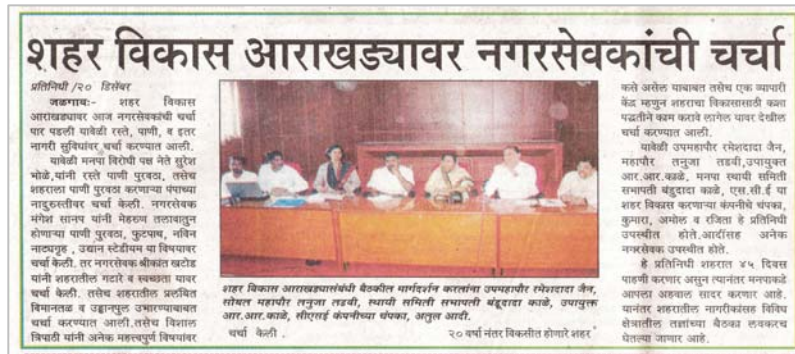 शहर विकास आराखड्यावर नगरसेवकांची चर्चा
प्रतिनिधी /२० डिसेंबर
जळगावः- शहर विकास
आराखड्यावर आज नगरसेवकांची चर्चा
पार पडली यावेळी रस्ते, पाणी, व इतर
नागरी सुविधांवर चर्चा करण्यात आली.
यावेळी मनपा विरोधी पक्ष नेते सुरेश
भोळे,यांनी रस्ते पाणी पुरवठा, तसेच
शहराला पाणी पुरवठा करणाऱ्या पंपाच्या
नादुरुस्तीवर चर्चा केली. नगरसेवक
मंगेश सानप यांनी मेहरुण तलावातुन
होणाऱ्या पाणी पुरवठा, फुटपाथ, नविन
नाट्यगृह , उद्यान स्टेडीयम या विषयावर
चर्चा केली. तर नगरसेवक श्रीकांत खटोड
यांनी शहरातील गटारे व स्वच्छता यावर
चर्चा केली. तसेच शहरातील प्रलंबित
विमानतळ व उड्डानपुल उभारण्याबाबत
चर्चा करण्यात आली.तसेच विशाल
त्रिपाठी यांनी अनेक महत्त्वपुर्ण विषयांवर
शहर विकास आराखड्यासंबंधी बैठकील मार्गदर्शन करतांना उपमहापौर रमेशदादा जैन,
सोबत महापौर तनुजा तडवी, स्थायी समिती सभापती बंडूदादा काळे, उपायुक्त
आर.आर.काळे, सीएसई कंपनीच्या चंपका, अतुल आदी.
चर्चा केली .
२० वर्षा नंतर विकसीत होणारे शहर
कसे असेल याबाबत तसेच एक व्यापारी
केंद्र म्हणुन शहराचा विकासासाठी कशा
पद्धतीने काम करावे लागेल यावर देखील
चर्चा करण्यात आली.
यावेळी उपमहापौर रमेशदादा जैन,
महापौर तनुजा तडवी,उपायुक्त
आर.आर.काळे, मनपा स्थायी समिती
सभापती बंडुदादा काळे, एस.सी.ई या
शहर विकास करणाऱ्या कंपनीचे चंपका,
कुमारा, अमोल व रजिता हे प्रतिनिधी
उपस्थीत होते.आदींसह अनेक
नगरसेवक उपस्थीत होते.
हे प्रतिनिधी शहरात ४५ दिवस
पाहणी करणार असुन त्यानंतर मनपाकडे
आपला अहवाल सादर करणार आहे.
यानंतर शहरातील नागरीकांसह विविध
क्षेत्रातील तज्ञांच्या बैठका लवकरच
घेतल्या जाणार आहे.